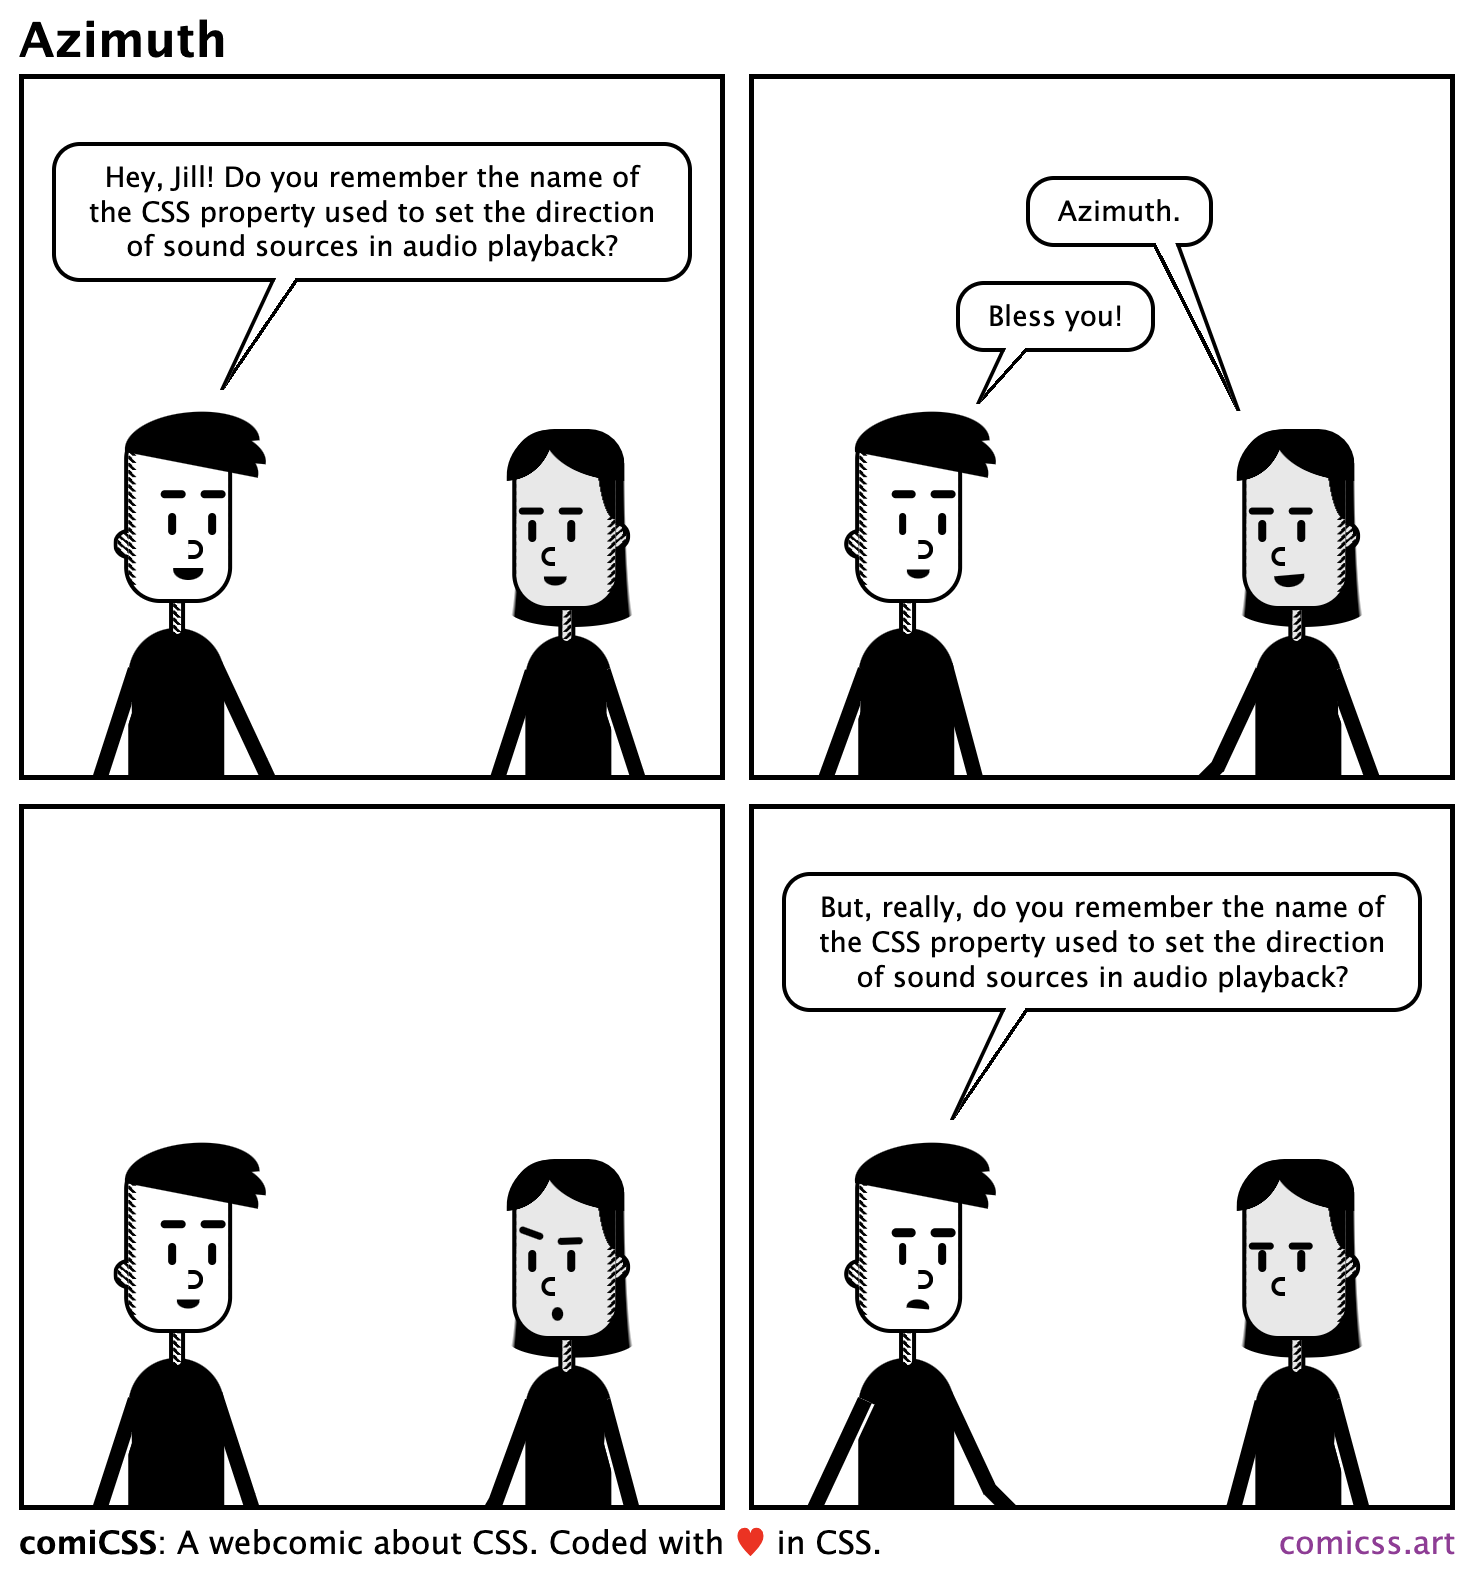 Azimuth
Hey, Jill! Do you remember the name of
the CSS property used to set the direction
of sound sources in audio playback?
Azimuth.
Bless you!
But, really, do you remember the name of
the CSS property used to set the direction
of sound sources in audio playback?
comiCSS: A webcomic about CSS. Coded with ♥ in CSS.
comicss.art